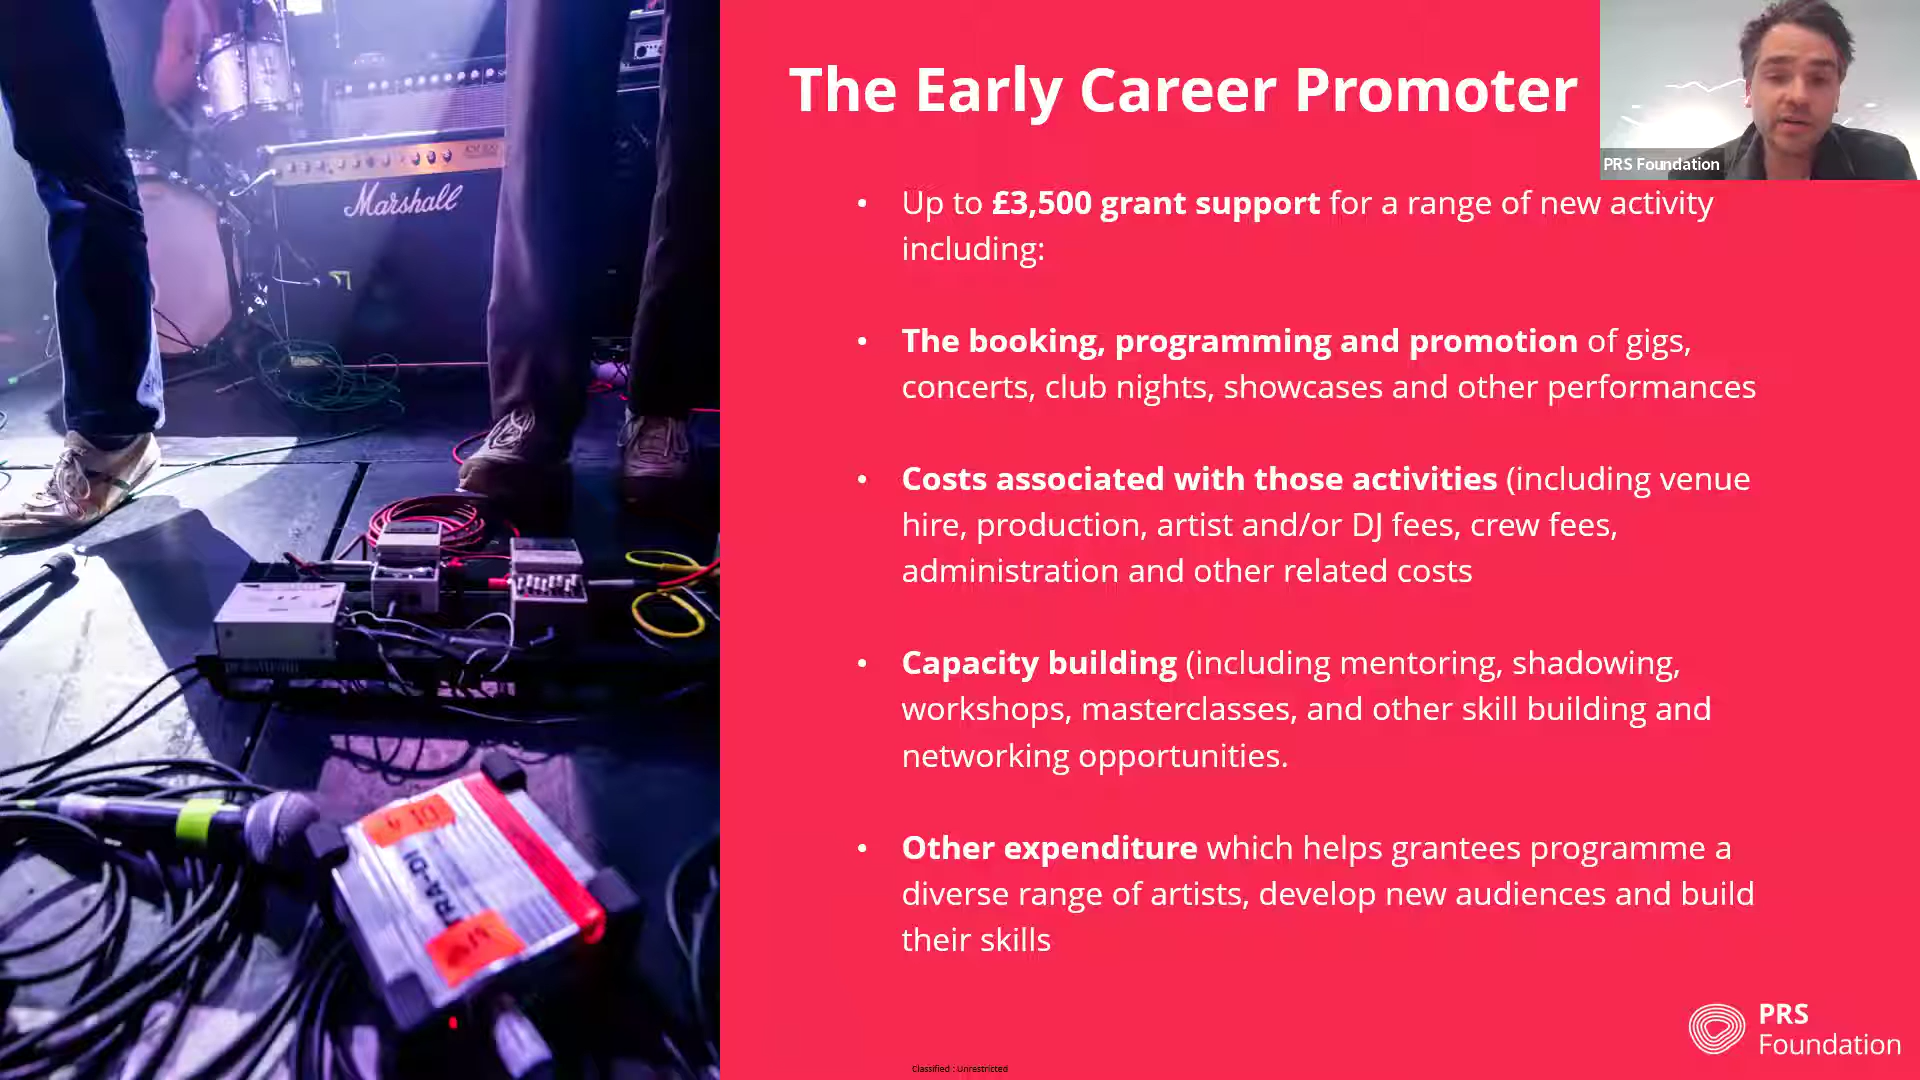 The Early Career Promoter
PRS Foundation
• Up to £3,500 grant support for a range of new activity
including:
• The booking, programming and promotion of gigs,
concerts, club nights, showcases and other performances
• Costs associated with those activities (including venue
hire, production, artist and/or DJ fees, crew fees,
administration and other related costs
• Capacity building (including mentoring, shadowing,
workshops, masterclasses, and other skill building and
networking opportunities.
• Other expenditure which helps grantees programme a
diverse range of artists, develop new audiences and build
their skills
PRS
Foundation
Classified : Unrestricted
Marshall